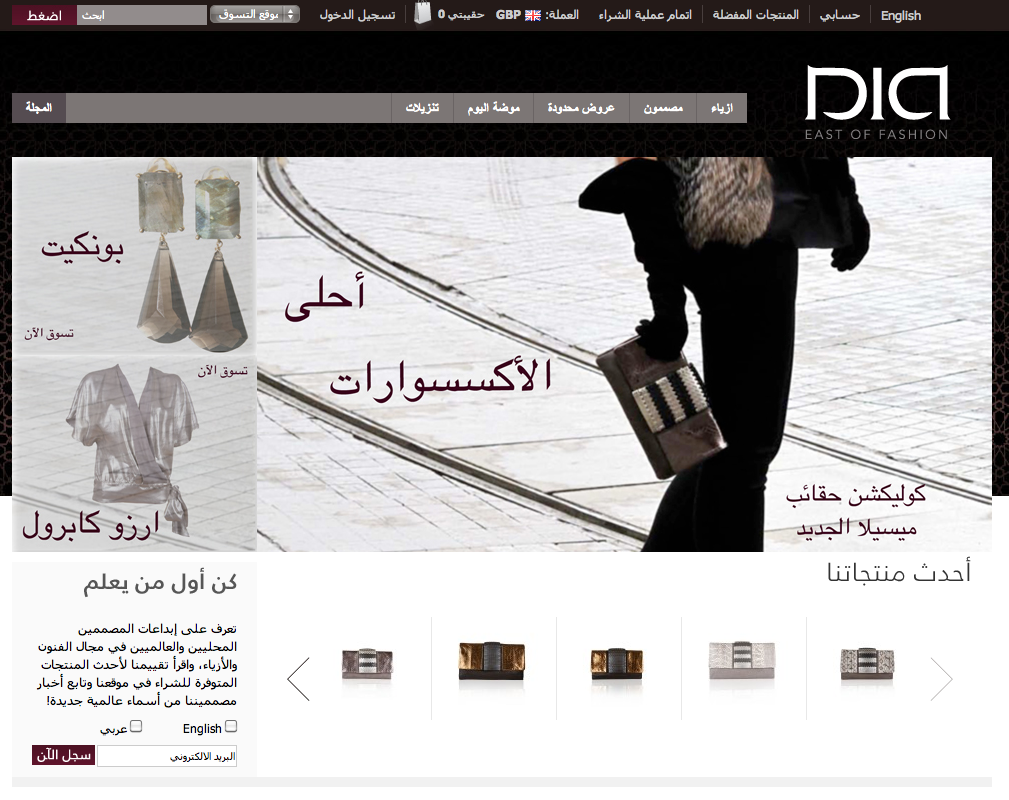 English
حسابي
المنتجات المفضلة
اتمام عملية الشراء
العملة: GBP
حقيبتي 0
تسجيل الدخول
موقع التسوف
ابحث
اضغط
DIA
EAST OF FASHION
ازياء
مصممون
عروض محدودة
موضة اليوم
تنزيلات
المجلة
أحلى
الأكسسوارات
كوليكشن حقائب
ميسيلا الجديد
بونكيت
تسوق الآن
تسوق الآن
ارزو كابرول
أحدث منتجاتنا
كن أول من يعلم
تعرف على إبداعات المصممين
المحليين والعالميين في مجال الفنون
والأزياء، واقرأ تقييمنا لأحدث المنتجات
المتوفرة للشراء في موقعنا وتابع أخبار
مصمميننا من أسماء عالمية جديدة!
English
عربي
البريد الالكتروني
سجل الآن